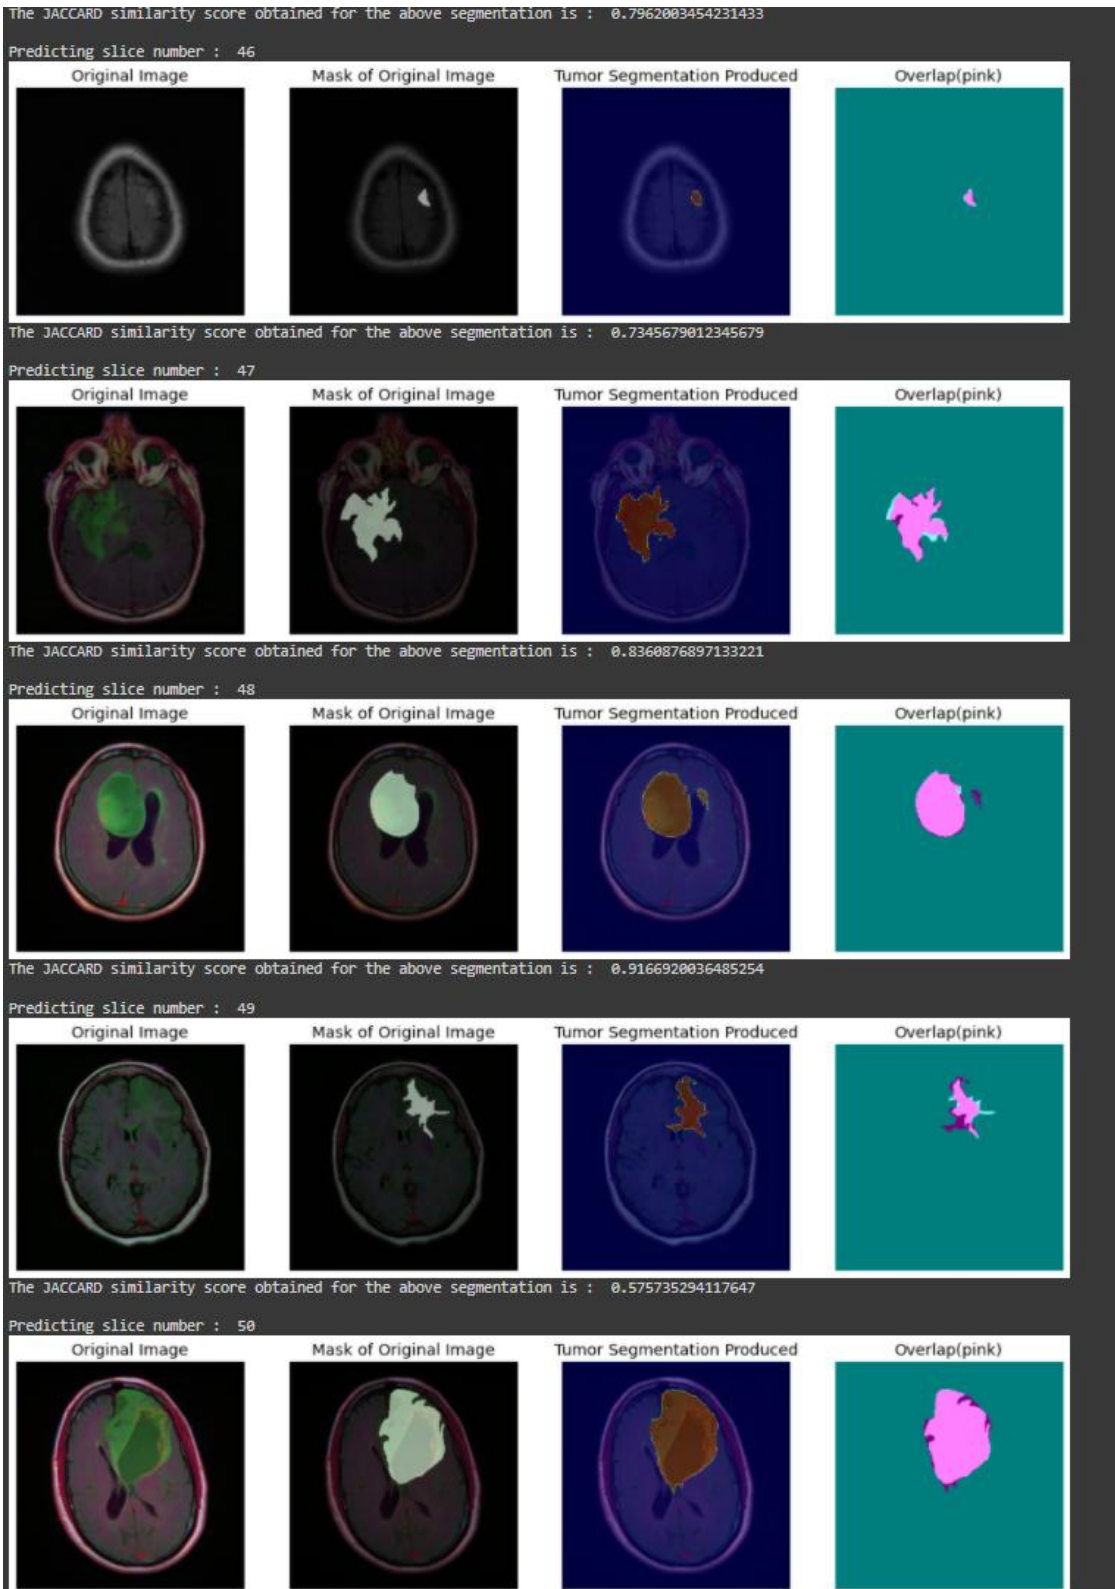 The JACCARD similarity score obtained for the above segmentation is :  0.7962003454231433
Predicting slice number :  46
Original Image Mask of Original Image Tumor Segmentation Produced Overlap(pink)
The JACCARD similarity score obtained for the above segmentation is :  0.7345679012345679
Predicting slice number :  47
Original Image Mask of Original Image Tumor Segmentation Produced Overlap(pink)
The JACCARD similarity score obtained for the above segmentation is :  0.8360876897133221
Predicting slice number :  48
Original Image Mask of Original Image Tumor Segmentation Produced Overlap(pink)
The JACCARD similarity score obtained for the above segmentation is :  0.9166920036485254
Predicting slice number :  49
Original Image Mask of Original Image Tumor Segmentation Produced Overlap(pink)
The JACCARD similarity score obtained for the above segmentation is :  0.575735294117647
Predicting slice number :  50
Original Image Mask of Original Image Tumor Segmentation Produced Overlap(pink)